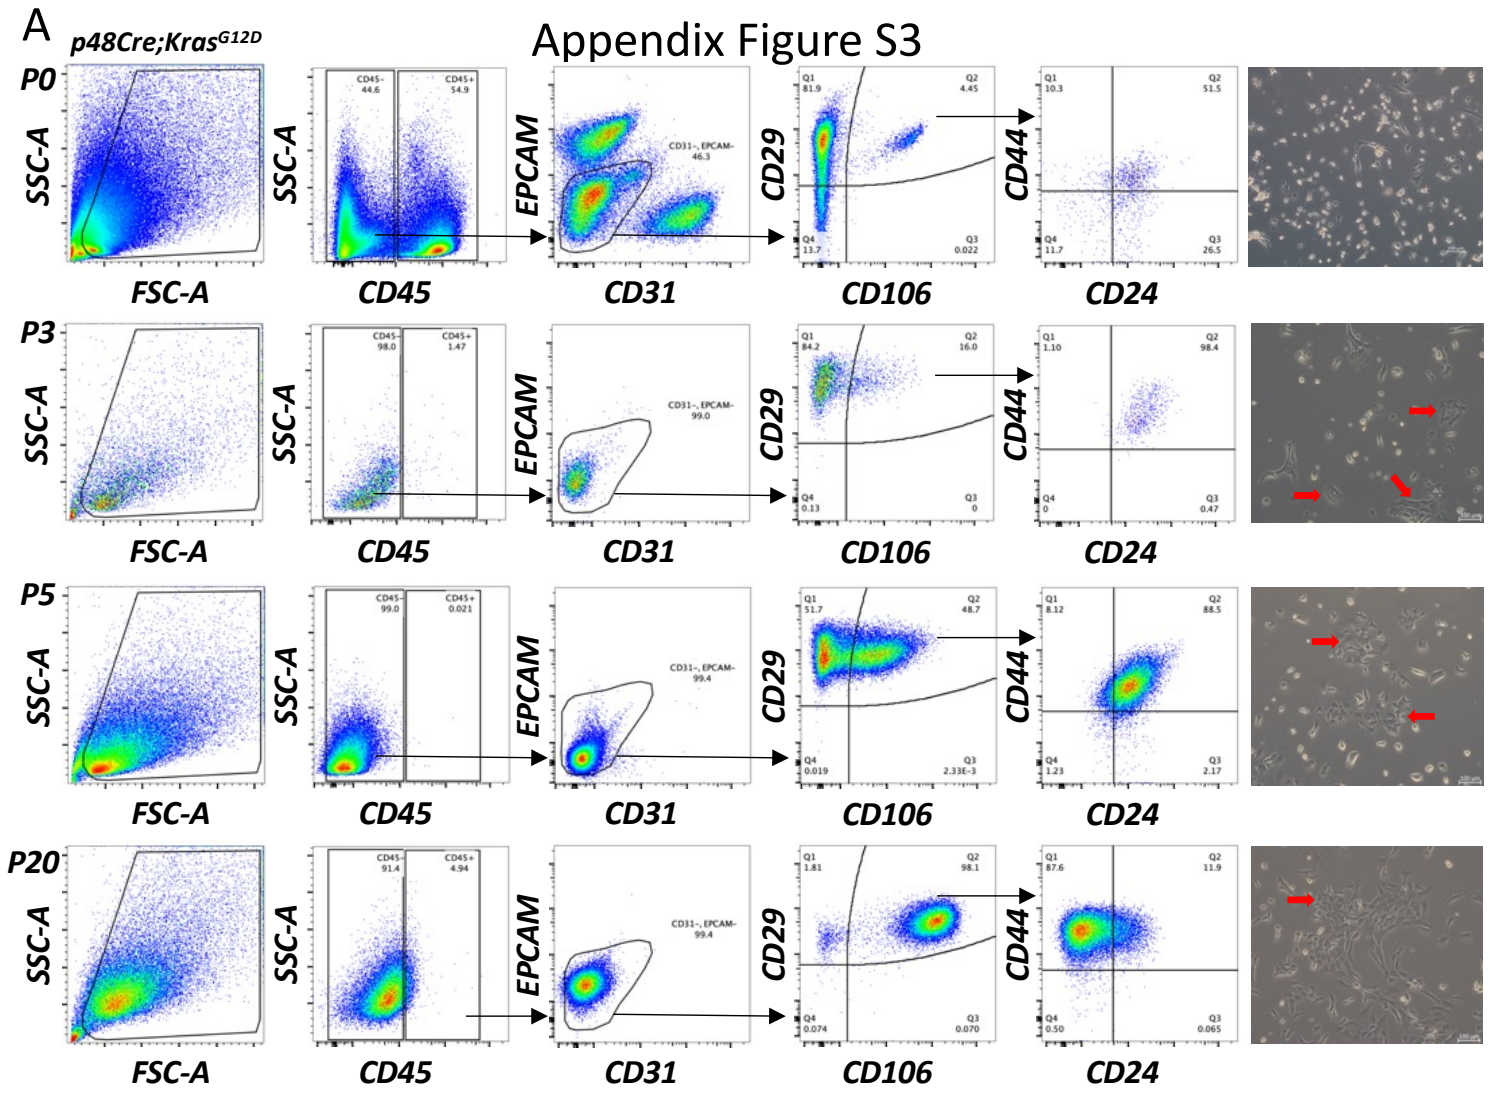 A
p48Cre;KrasG12D
Appendix Figure S3
P0
SSC-A
FSC-A
SSC-A
CD45-
44.6
CD45+
54.9
CD45
EPCAM
CD31-, EPCAM-
46.3
CD31
CD29
Q1
81.9
Q2
4.45
Q4
13.7
Q3
0.022
CD106
CD44
Q1
10.3
Q2
51.5
Q4
11.7
Q3
26.5
CD24
P3
SSC-A
FSC-A
SSC-A
CD45-
98.0
CD45+
1.47
CD45
EPCAM
CD31-, EPCAM-
99.0
CD31
CD29
Q1
84.2
Q2
16.0
Q4
0.13
Q3
0
CD106
CD44
Q1
1.10
Q2
98.4
Q4
0
Q3
0.47
CD24
100 µm
P5
SSC-A
FSC-A
SSC-A
CD45-
99.0
CD45+
0.021
CD45
EPCAM
CD31-, EPCAM-
99.4
CD31
CD29
Q1
51.7
Q2
48.7
Q4
0.019
Q3
2.33E-3
CD106
CD44
Q1
8.12
Q2
88.5
Q4
1.23
Q3
2.17
CD24
100 µm
P20
SSC-A
FSC-A
SSC-A
CD45-
91.4
CD45+
4.94
CD45
EPCAM
CD31-, EPCAM-
99.4
CD31
CD29
Q1
1.81
Q2
98.1
Q4
0.074
Q3
0.070
CD106
CD44
Q1
87.6
Q2
11.9
Q4
0.50
Q3
0.065
CD24
100 µm